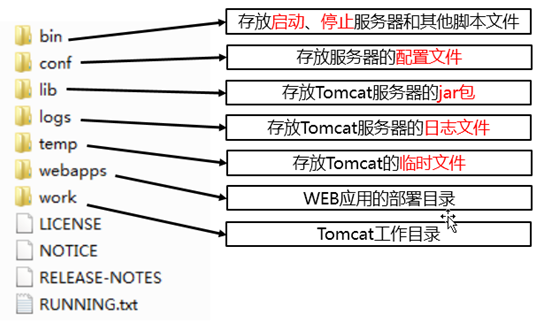 bin
存放启动、停止服务器和其他脚本文件
conf
存放服务器的配置文件
lib
存放Tomcat服务器的jar包
logs
存放Tomcat服务器的日志文件
temp
存放Tomcat的临时文件
webapps
WEB应用的部署目录
work
Tomcat工作目录
LICENSE
NOTICE
RELEASE-NOTES
RUNNING.txt